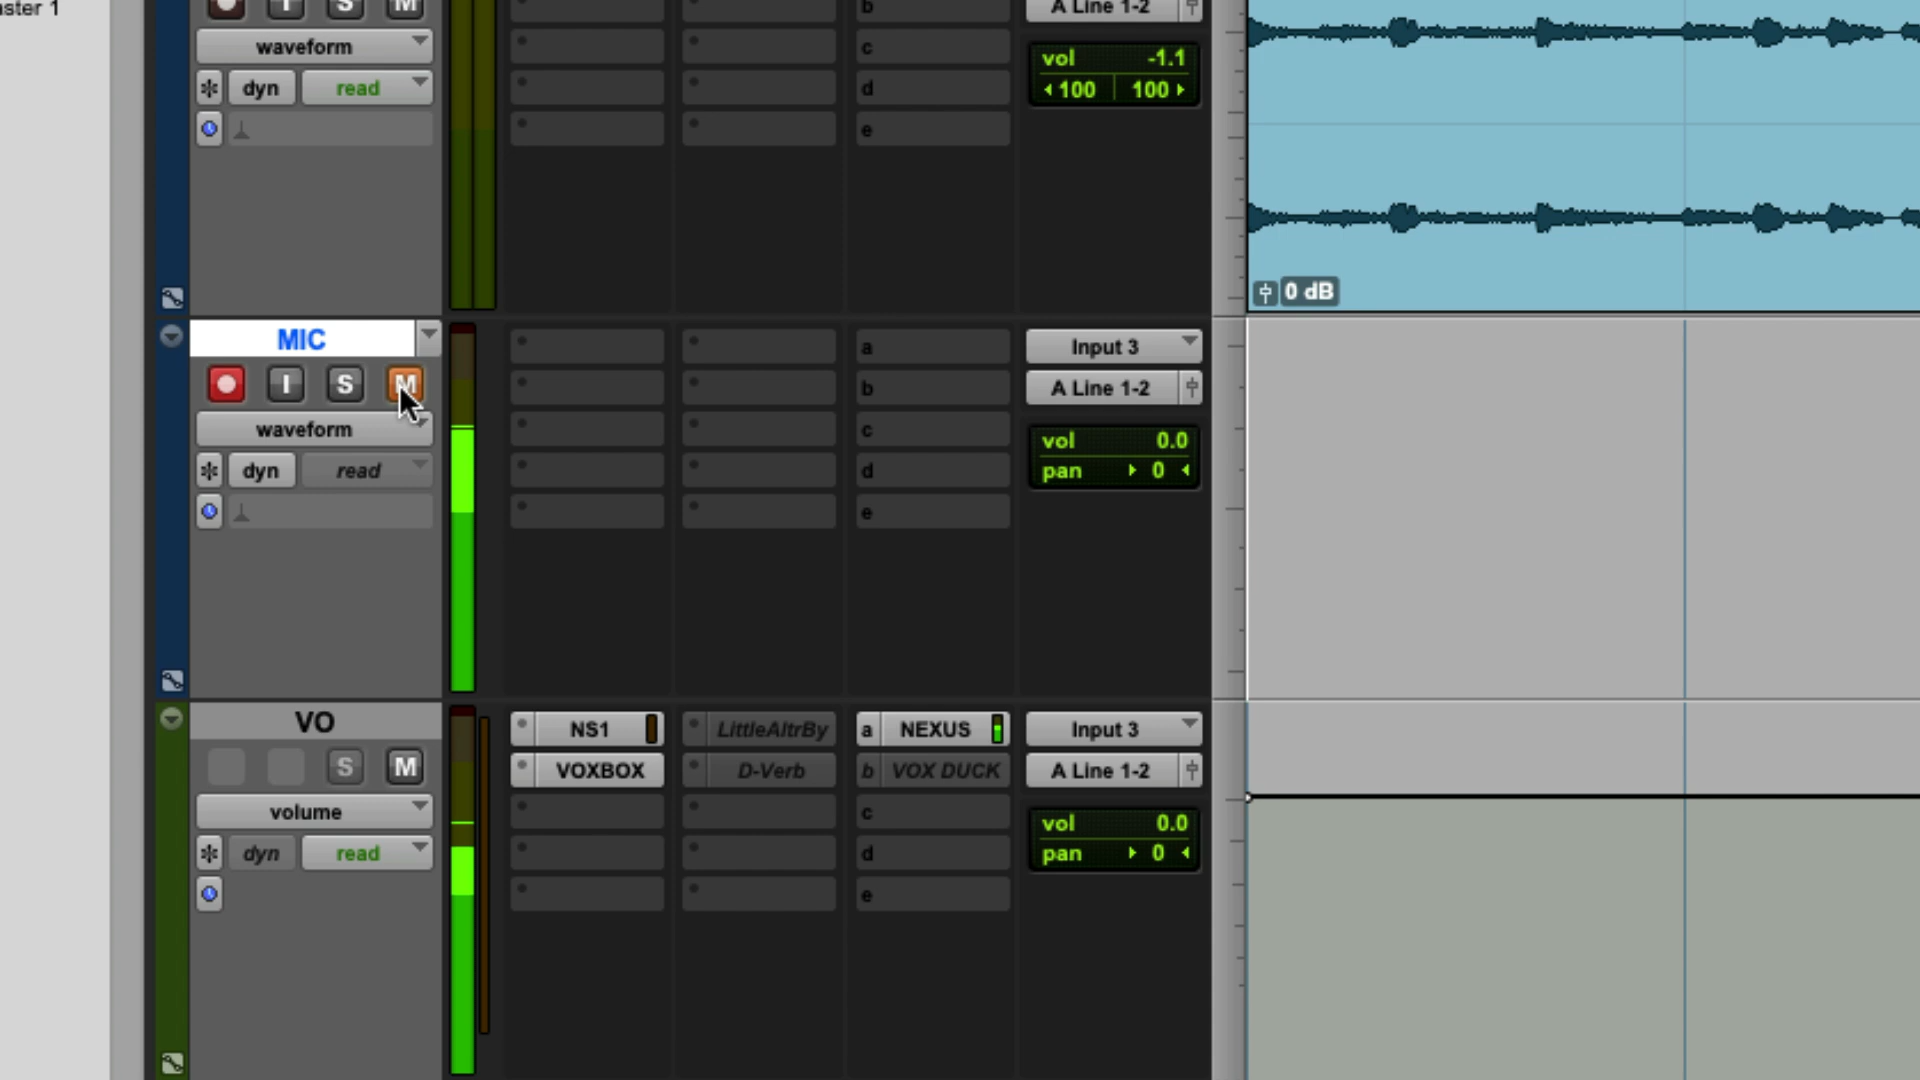 aster 1
I S M
b
A Line 1-2
waveform
c
vol -1.1
dyn read
d
100 100
e
0 dB
MIC
a
Input 3
I S M
b
A Line 1-2
waveform
c
vol 0.0
dyn read
d
pan 0
e
VO
NS1
LittleAltrBy
a NEXUS
Input 3
S M
VOXBOX
D-Verb
b VOX DUCK
A Line 1-2
volume
c
vol 0.0
dyn read
d
pan 0
e